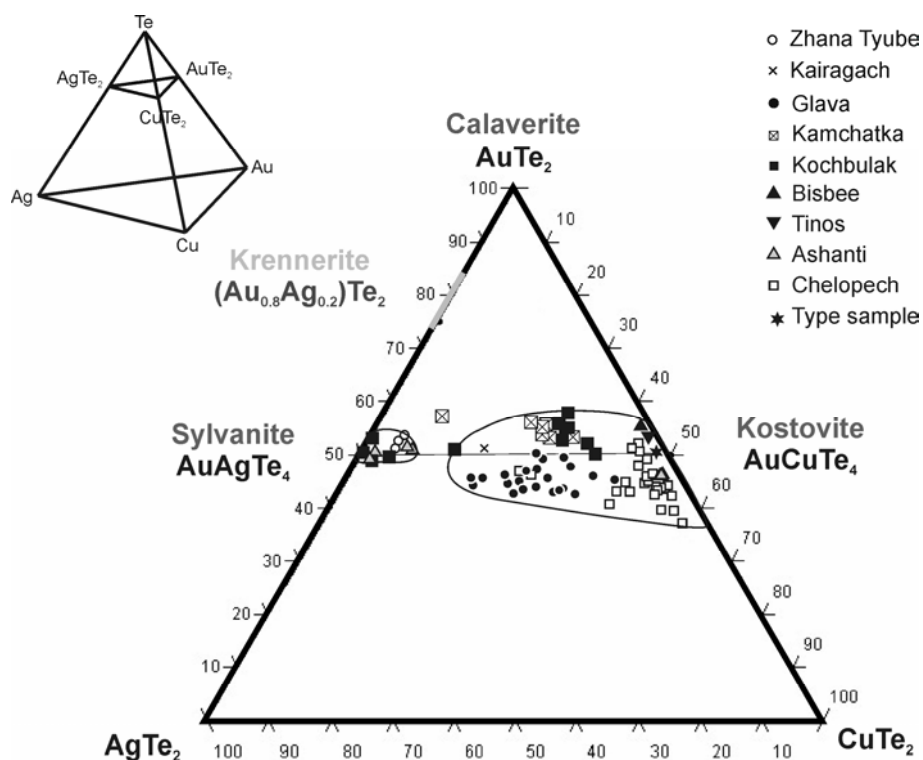 Te
AgTe₂
AuTe₂
CuTe₂
Ag
Au
Cu
Zhana Tyube
Kairagach
Glava
Kamchatka
Kochbulak
Bisbee
Tinos
Ashanti
Chelopech
Type sample
Calaverite
AuTe₂
Krennerite
(Au₀.₈Ag₀.₂)Te₂
Sylvanite
AuAgTe₄
Kostovite
AuCuTe₄
100
90
80
70
60
50
40
30
20
10
10
20
30
40
50
60
70
80
90
100
AgTe₂
100 90 80 70 60 50 40 30 20 10
CuTe₂